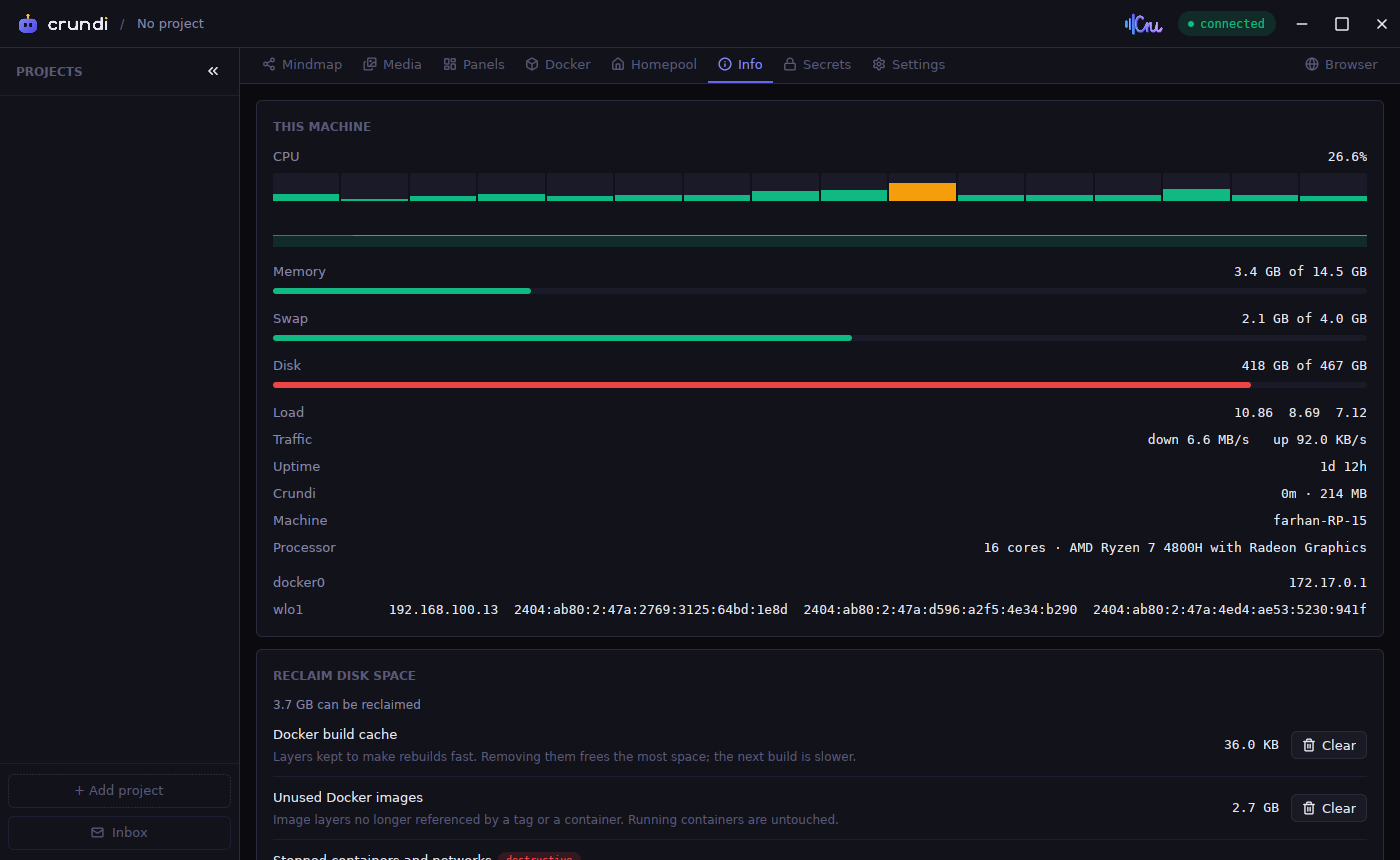 crundi / No project
connected
PROJECTS
Mindmap Media Panels Docker Homepool Info Secrets Settings Browser
THIS MACHINE
CPU 26.6%
Memory 3.4 GB of 14.5 GB
Swap 2.1 GB of 4.0 GB
Disk 418 GB of 467 GB
Load 10.86 8.69 7.12
Traffic down 6.6 MB/s up 92.0 KB/s
Uptime 1d 12h
Crundi 0m · 214 MB
Machine farhan-RP-15
Processor 16 cores · AMD Ryzen 7 4800H with Radeon Graphics
docker0 172.17.0.1
wlo1 192.168.100.13 2404:ab80:2:47a:2769:3125:64bd:1e8d 2404:ab80:2:47a:d596:a2f5:4e34:b290 2404:ab80:2:47a:4ed4:ae53:5230:941f
RECLAIM DISK SPACE
3.7 GB can be reclaimed
Docker build cache
Layers kept to make rebuilds fast. Removing them frees the most space; the next build is slower.
36.0 KB Clear
Unused Docker images
Image layers no longer referenced by a tag or a container. Running containers are untouched.
2.7 GB Clear
Stopped containers and networks destructive
+ Add project
Inbox